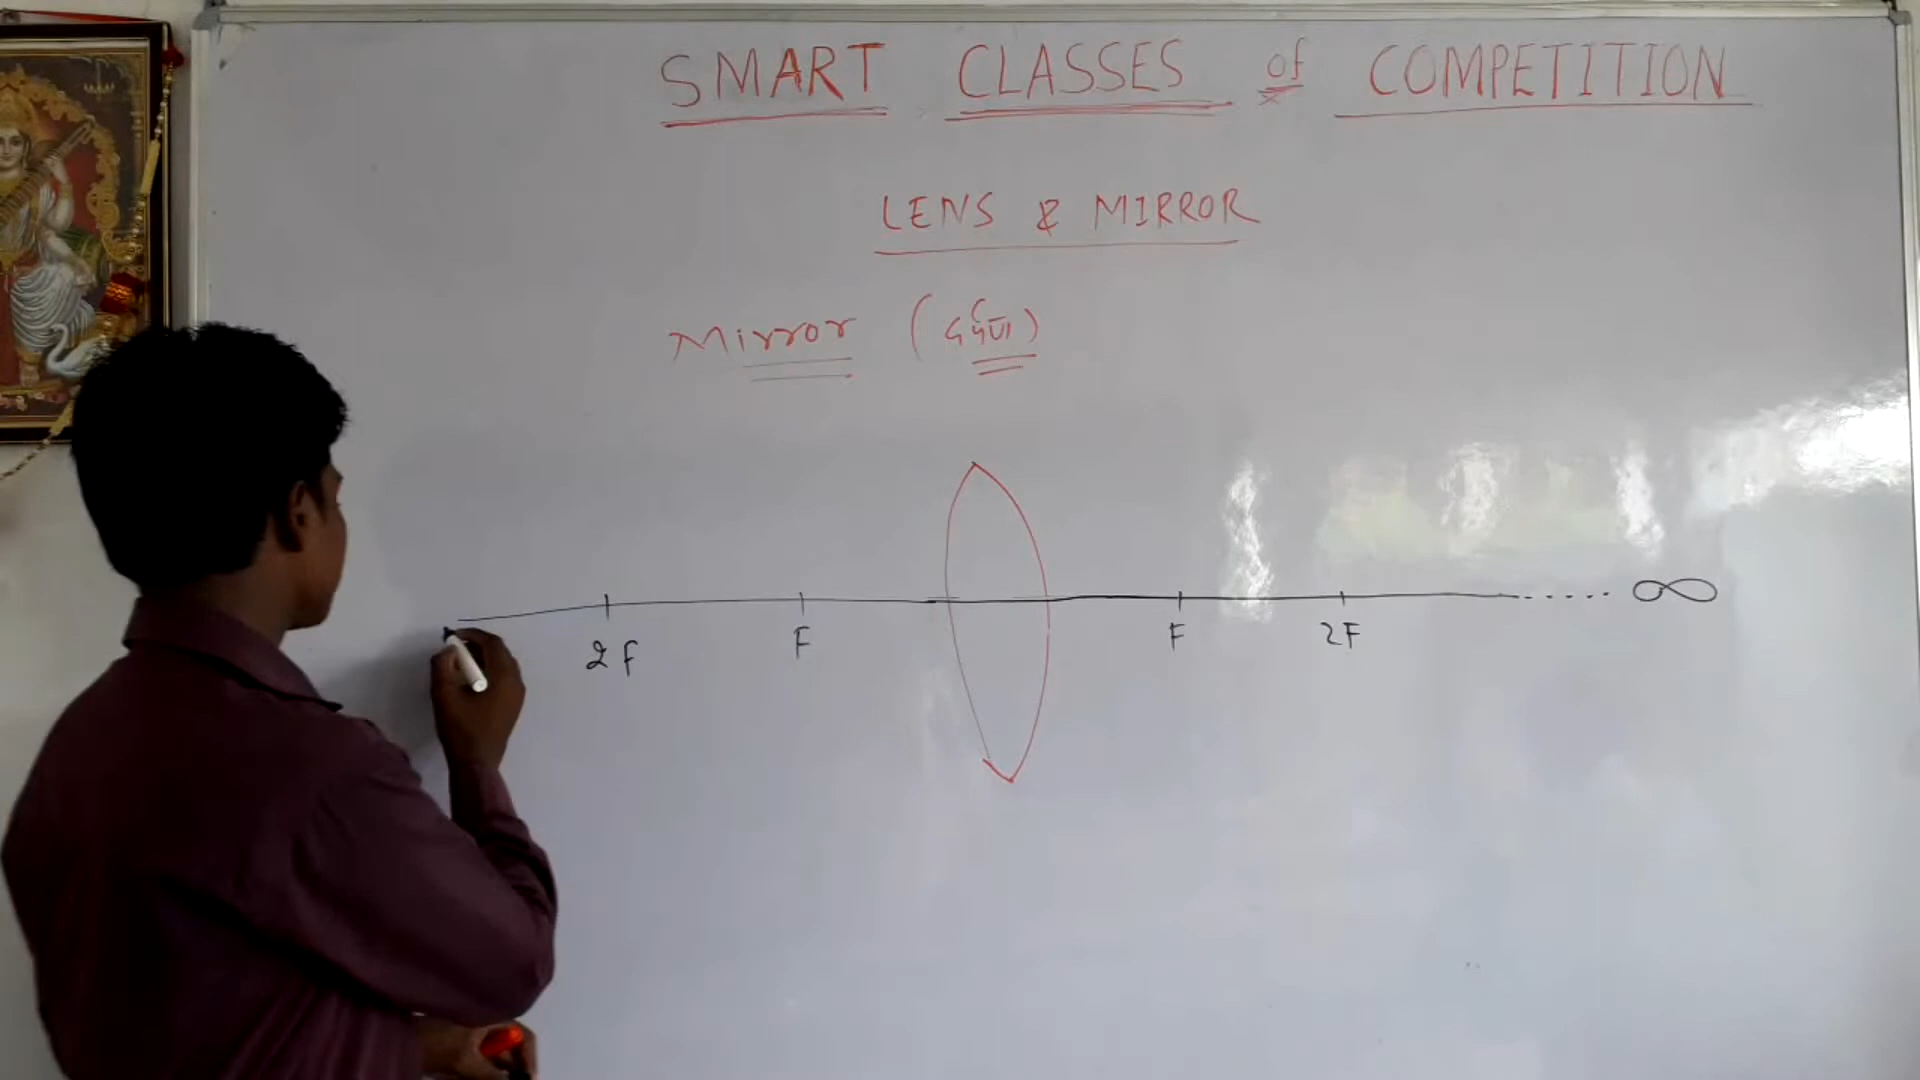 SMART CLASSES of COMPETITION
LENS & MIRROR
Mirror (दर्पण)
2F F F 2F ∞